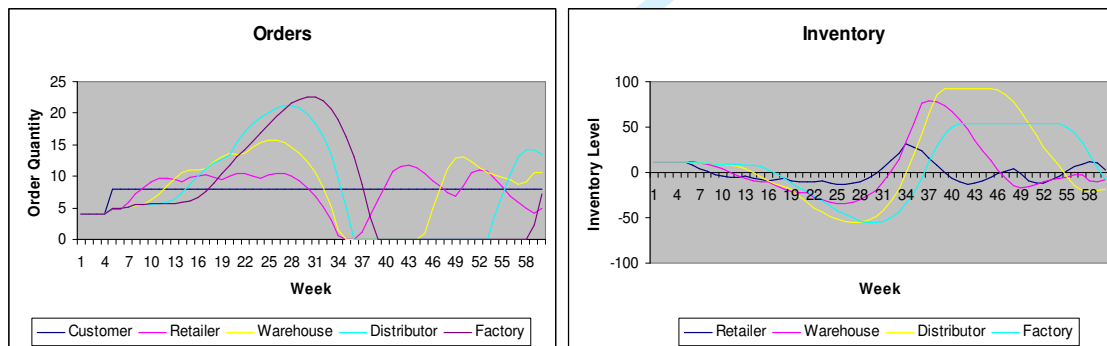 Orders
Order Quantity
25
20
15
10
5
0
1 4 7 10 13 16 19 22 25 28 31 34 37 40 43 46 49 52 55 58
Week
Customer Retailer Warehouse Distributor Factory
Inventory
Inventory Level
100
50
0
-50
-100
1 4 7 10 13 16 19 22 25 28 31 34 37 40 43 46 49 52 55 58
Week
Retailer Warehouse Distributor Factory